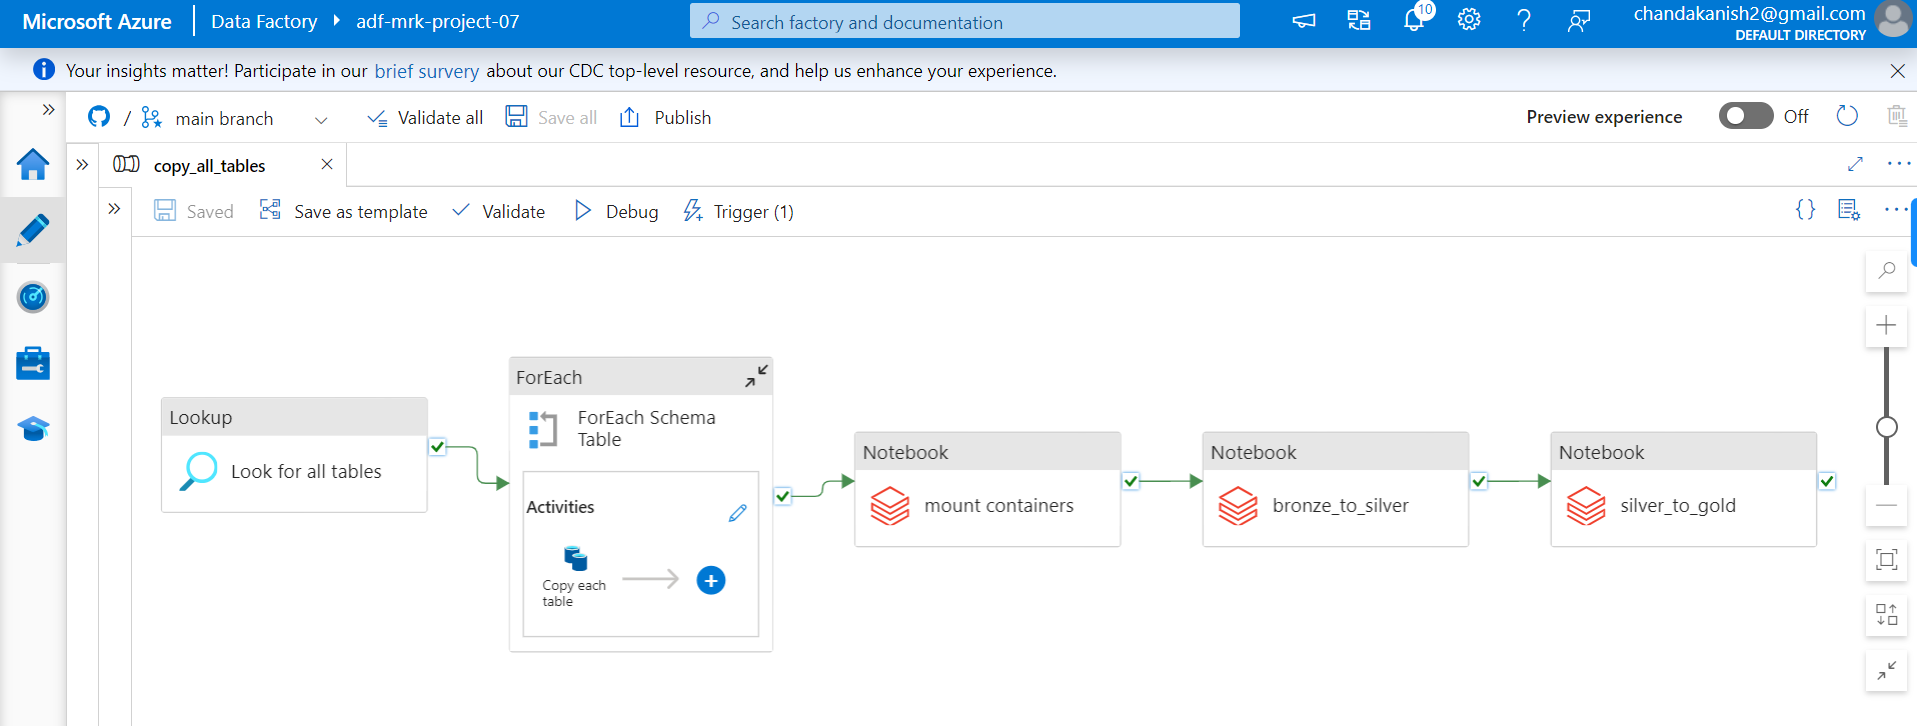 Microsoft Azure
Data Factory
adf-mrk-project-07
Search factory and documentation
10
chandakanish2@gmail.com
DEFAULT DIRECTORY
Your insights matter! Participate in our brief survery about our CDC top-level resource, and help us enhance your experience.
/ main branch
Validate all
Save all
Publish
Preview experience
Off
copy_all_tables
Saved
Save as template
Validate
Debug
Trigger (1)
Lookup
Look for all tables
ForEach
ForEach Schema
Table
Activities
Copy each
table
Notebook
mount containers
Notebook
bronze_to_silver
Notebook
silver_to_gold